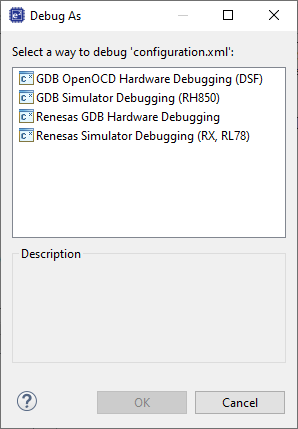 Debug As
Select a way to debug 'configuration.xml':
GDB OpenOCD Hardware Debugging (DSF)
GDB Simulator Debugging (RH850)
Renesas GDB Hardware Debugging
Renesas Simulator Debugging (RX, RL78)
Description
OK
Cancel